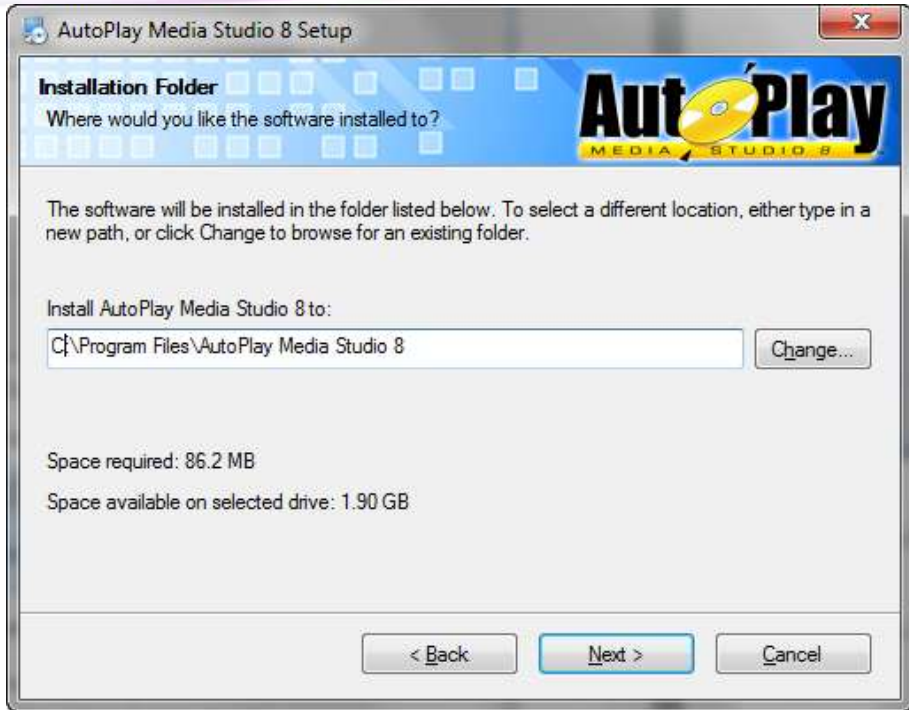 AutoPlay Media Studio 8 Setup
Installation Folder
Where would you like the software installed to?
AutoPlay
MEDIA STUDIO 8
The software will be installed in the folder listed below. To select a different location, either type in a
new path, or click Change to browse for an existing folder.
Install AutoPlay Media Studio 8 to:
C:\Program Files\AutoPlay Media Studio 8
Change...
Space required: 86.2 MB
Space available on selected drive: 1.90 GB
< Back
Next >
Cancel